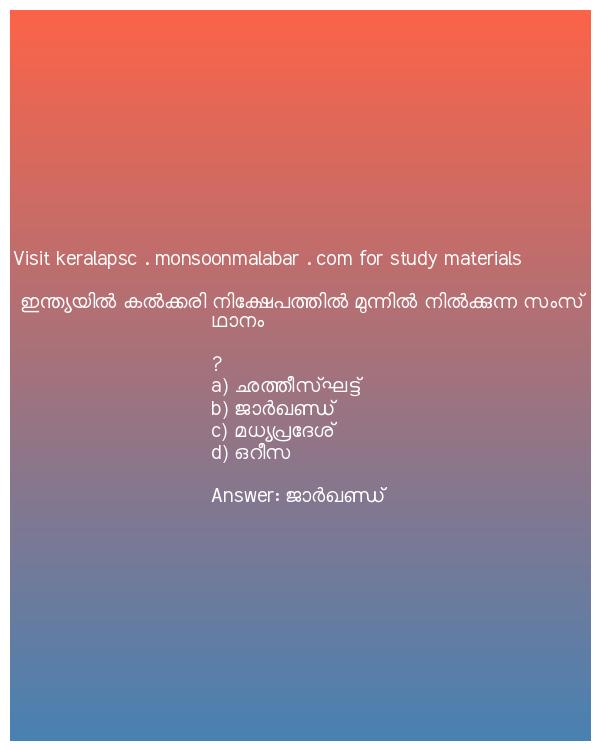 Visit keralapsc . monsoonmalabar . com for study materials
ഇന്ത്യയിൽ കൽക്കരി നിക്ഷേപത്തിൽ മുന്നിൽ നിൽക്കുന്ന സംസ്
ഥാനം
?
a) ഛത്തീസ്ഘട്ട്
b) ജാർഖണ്ഡ്
c) മധ്യപ്രദേശ്
d) ഒറീസ
Answer: ജാർഖണ്ഡ്